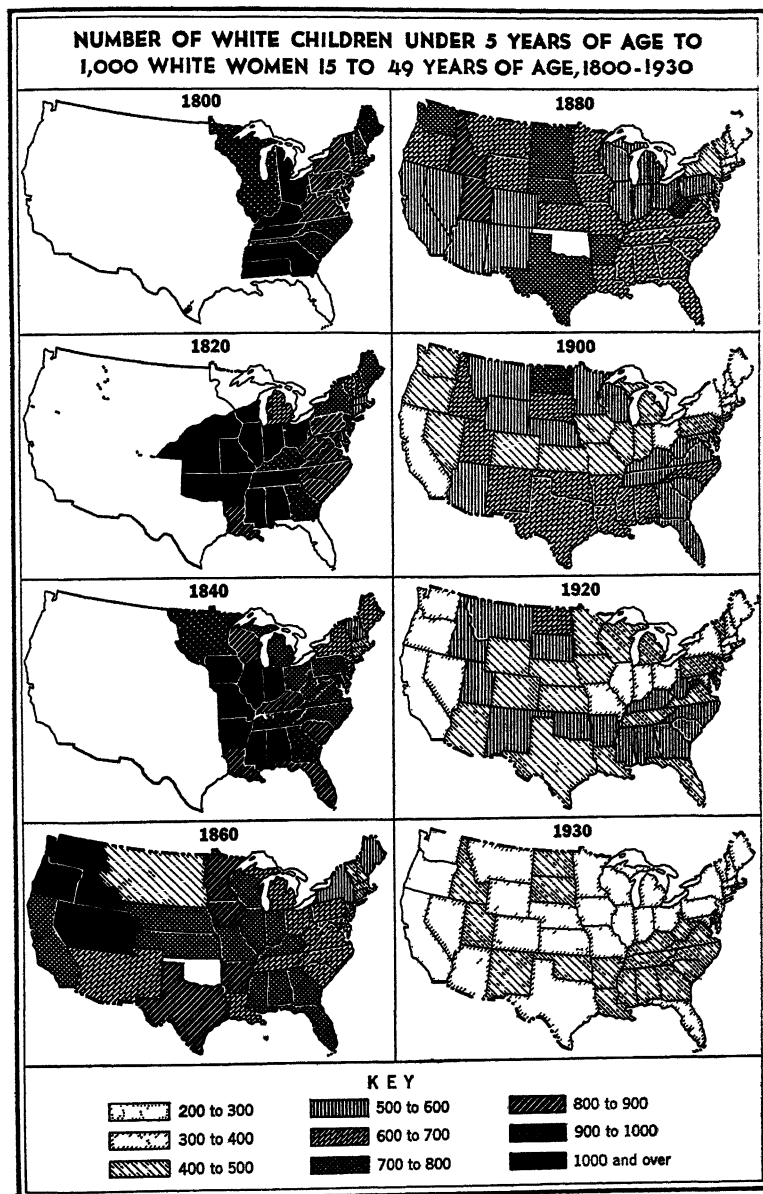 NUMBER OF WHITE CHILDREN UNDER 5 YEARS OF AGE TO
1,000 WHITE WOMEN 15 TO 49 YEARS OF AGE, 1800-1930
1800
1880
1820
1900
1840
1920
1860
1930
KEY
200 to 300
500 to 600
800 to 900
300 to 400
600 to 700
900 to 1000
400 to 500
700 to 800
1000 and over